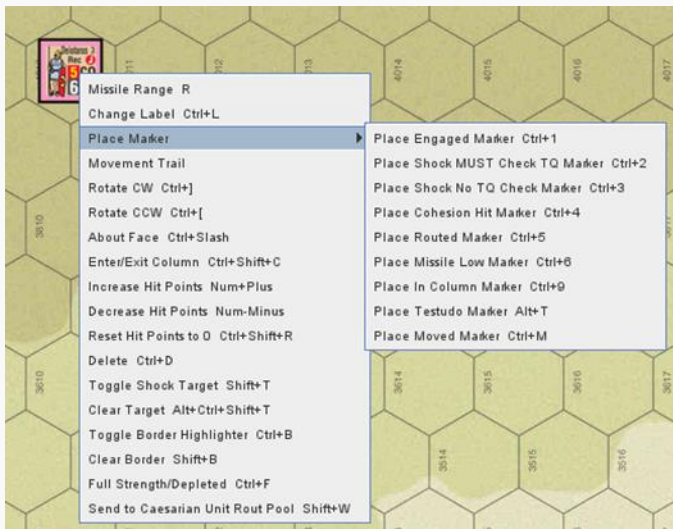 Deiotarus 3
Rec
4011
4012
4013
4014
4015
4016
4017
Missile Range R
Change Label Ctrl+L
Place Marker
Movement Trail
Rotate CW Ctrl+]
Rotate CCW Ctrl+[
About Face Ctrl+Slash
Enter/Exit Column Ctrl+Shift+C
Increase Hit Points Num+Plus
Decrease Hit Points Num-Minus
Reset Hit Points to 0 Ctrl+Shift+R
Delete Ctrl+D
Toggle Shock Target Shift+T
Clear Target Alt+Ctrl+Shift+T
Toggle Border Highlighter Ctrl+B
Clear Border Shift+B
Full Strength/Depleted Ctrl+F
Send to Caesarian Unit Rout Pool Shift+W
Place Engaged Marker Ctrl+1
Place Shock MUST Check TQ Marker Ctrl+2
Place Shock No TQ Check Marker Ctrl+3
Place Cohesion Hit Marker Ctrl+4
Place Routed Marker Ctrl+5
Place Missile Low Marker Ctrl+6
Place In Column Marker Ctrl+9
Place Testudo Marker Alt+T
Place Moved Marker Ctrl+M
3810
3610
3614
3615
3616
3617
3514
3515
3516